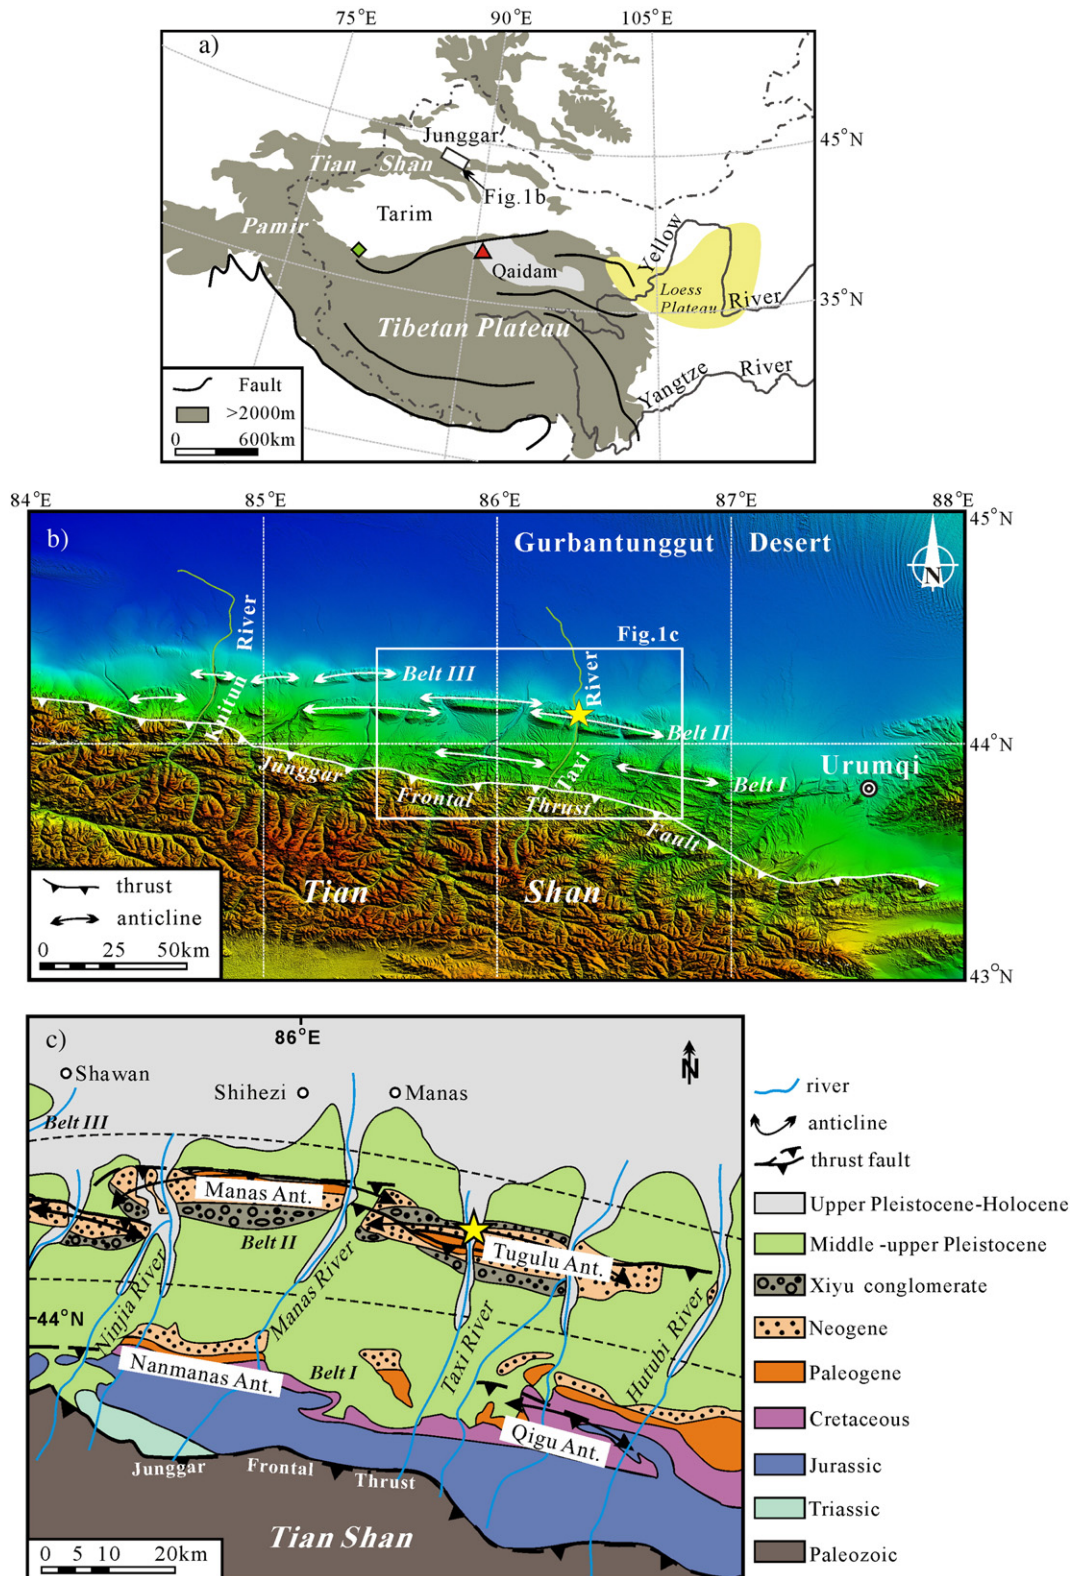 75°E 90°E 105°E
a)
45°N
Junggar
Tian Shan
Fig.1b
Tarim
Pamir
Yellow
Qaidam
Loess
Plateau
River
35°N
Tibetan Plateau
Yangtze River
Fault
>2000m
0 600km
84°E 85°E 86°E 87°E 88°E
45°N
b)
Gurbantunggut Desert
N
River
Fig.1c
River
Belt III
Kuitun
Belt II
44°N
Junggar
Taxi
Belt I
Urumqi
Frontal
Thrust
Fault
Tian Shan
thrust
anticline
0 25 50km
43°N
c)
86°E
N
Shawan
Shihezi
Manas
Belt III
Manas Ant.
Belt II
Tugulu Ant.
44°N
Ninjia River
Manas River
Taxi River
Hutubi River
Belt I
Nanmanas Ant.
Qigu Ant.
Junggar Frontal Thrust
Tian Shan
0 5 10 20km
river
anticline
thrust fault
Upper Pleistocene-Holocene
Middle -upper Pleistocene
Xiyu conglomerate
Neogene
Paleogene
Cretaceous
Jurassic
Triassic
Paleozoic